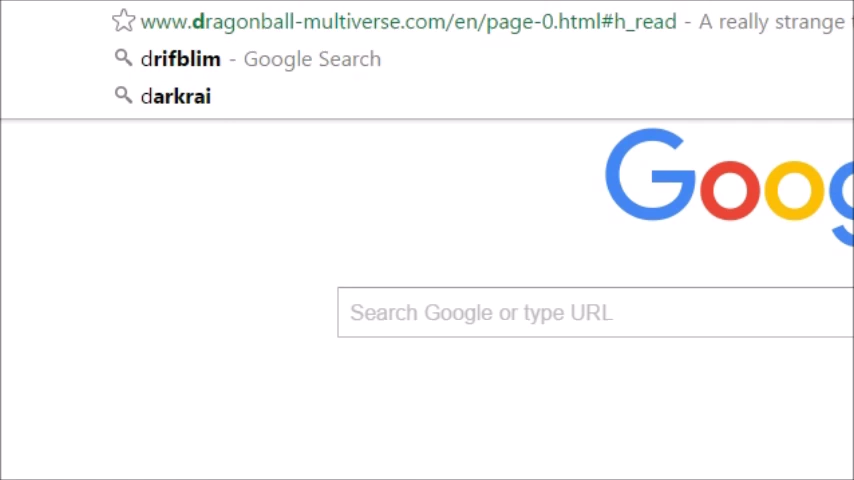 www.dragonball-multiverse.com/en/page-0.html#h_read - A really strange
drifblim - Google Search
darkrai
Goo
Search Google or type URL